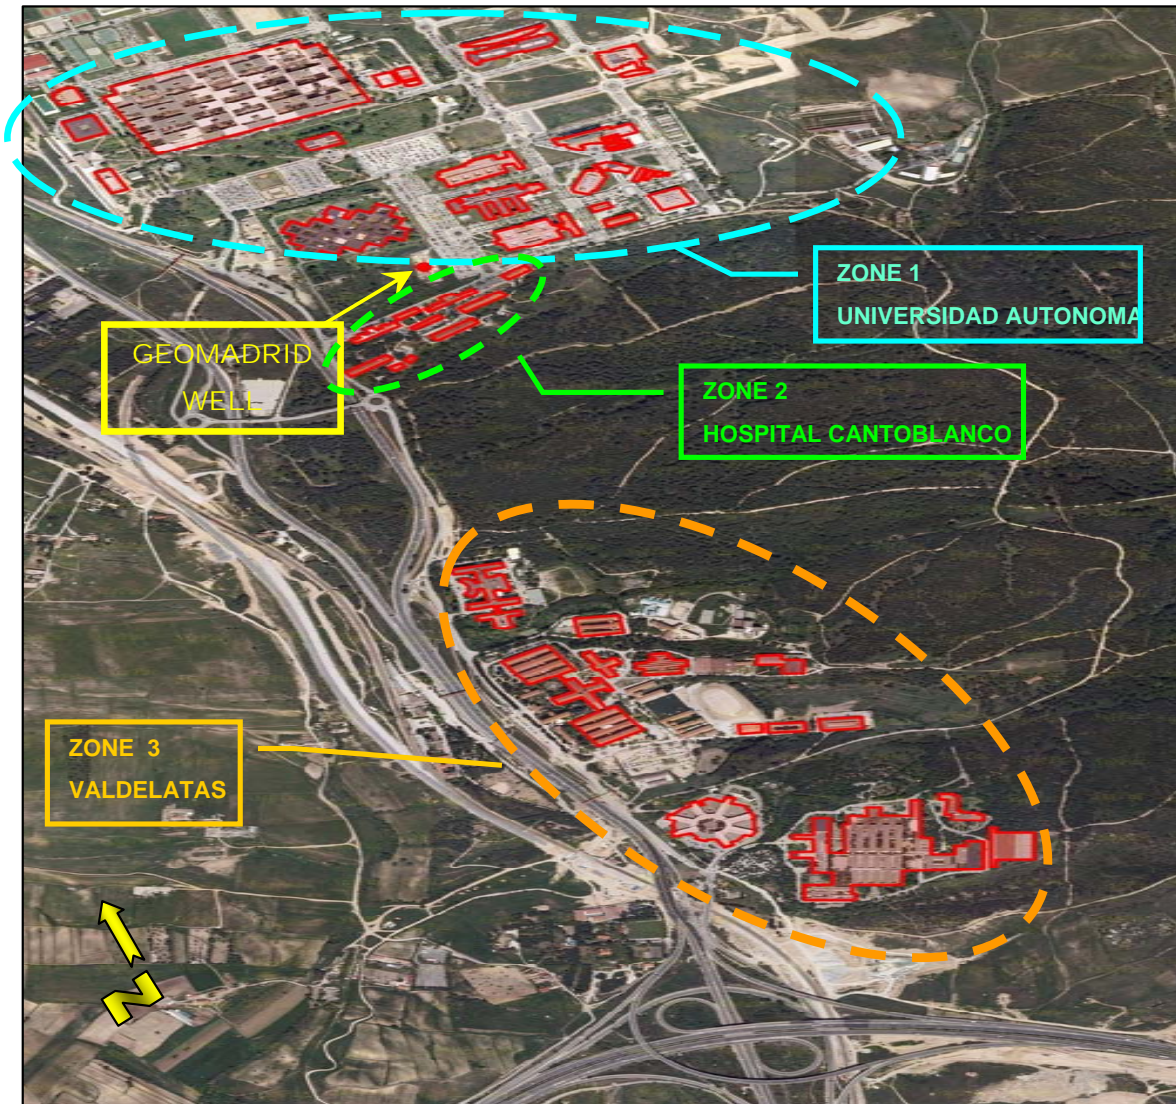 ZONE 1
UNIVERSIDAD AUTONOMA
GEOMADRID
WELL
ZONE 2
HOSPITAL CANTOBLANCO
ZONE 3
VALDELATAS
N